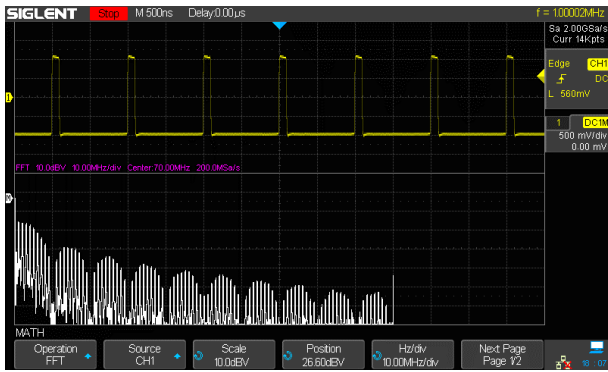 SIGLENT Stop M 500ns Delay:0.00µs f = 1.00002MHz
Sa 2.00GSa/s
Curr 14Kpts
Edge CH1
DC
L 560mV
1 DC1M
500 mV/div
0.00 mV
1
FFT 10.0dBV 10.00MHz/div Center:70.00MHz 200.0MSa/s
MATH
Operation
FFT
Source
CH1
Scale
10.0dBV
Position
26.60dBV
Hz/div
10.00MHz/div
Next Page
Page 1/2
18 : 07